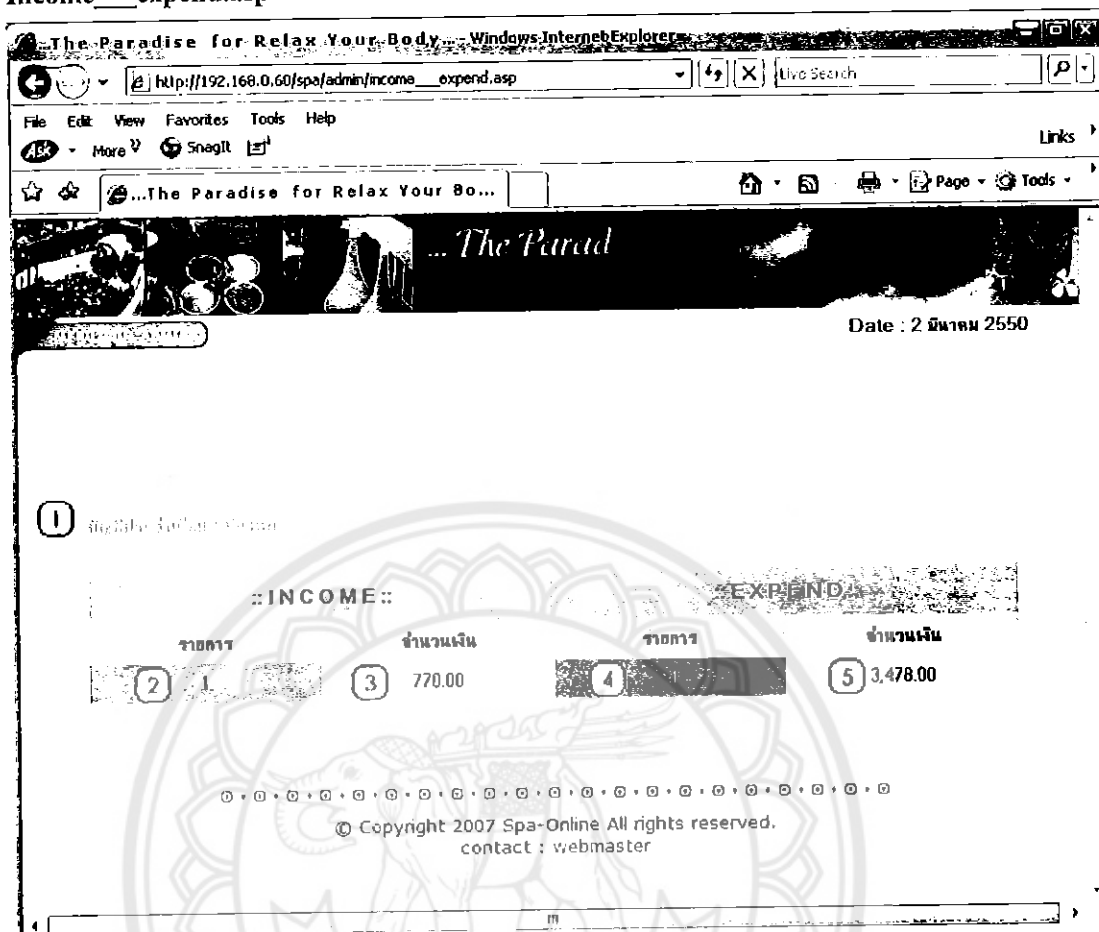 The Paradise for Relax Your Body - Windows Internet Explorer
http://192.168.0.60/spa/admin/income___expend.asp
Live Search
File Edit View Favorites Tools Help
Links
Ask More SnagIt
...The Paradise for Relax Your Bo...
Page Tools
... The Parad
Date : 2 มีนาคม 2550
1
::INCOME:: ::EXPEND::
รายการ จำนวนเงิน รายการ จำนวนเงิน
2 1 3 770.00 4 5 3,478.00
© Copyright 2007 Spa-Online All rights reserved.
contact : webmaster